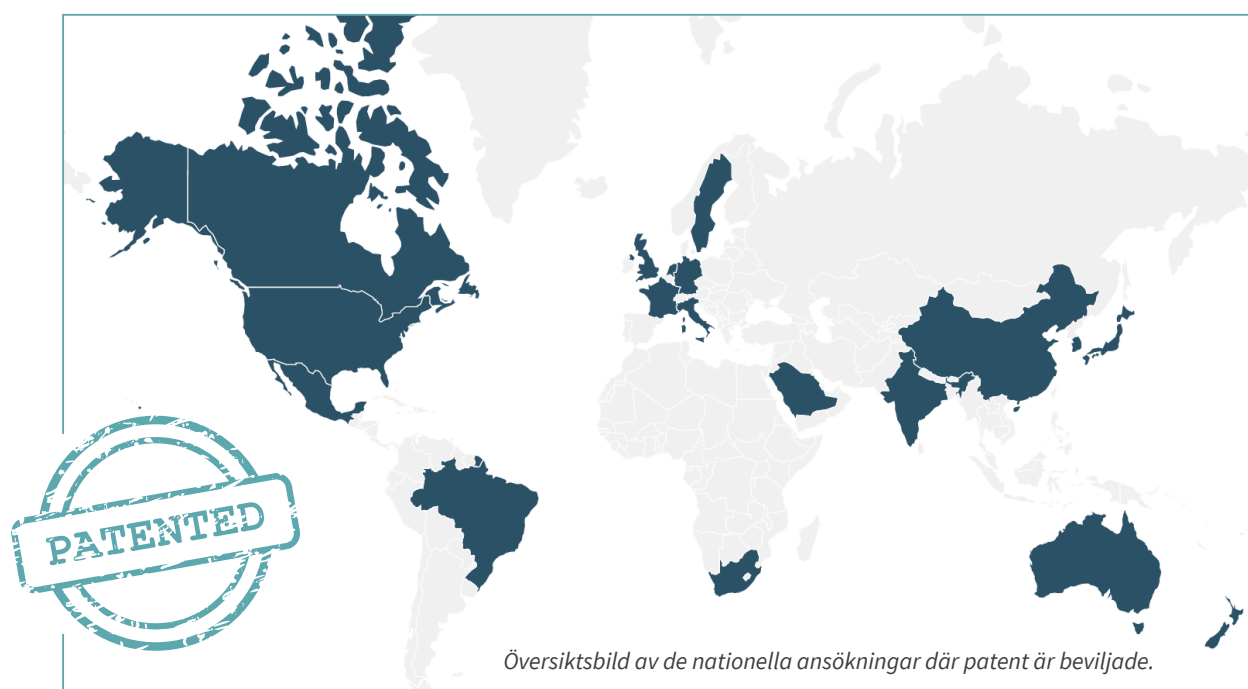 PATENTED
Översiktsbild av de nationella ansökningar där patent är beviljade.